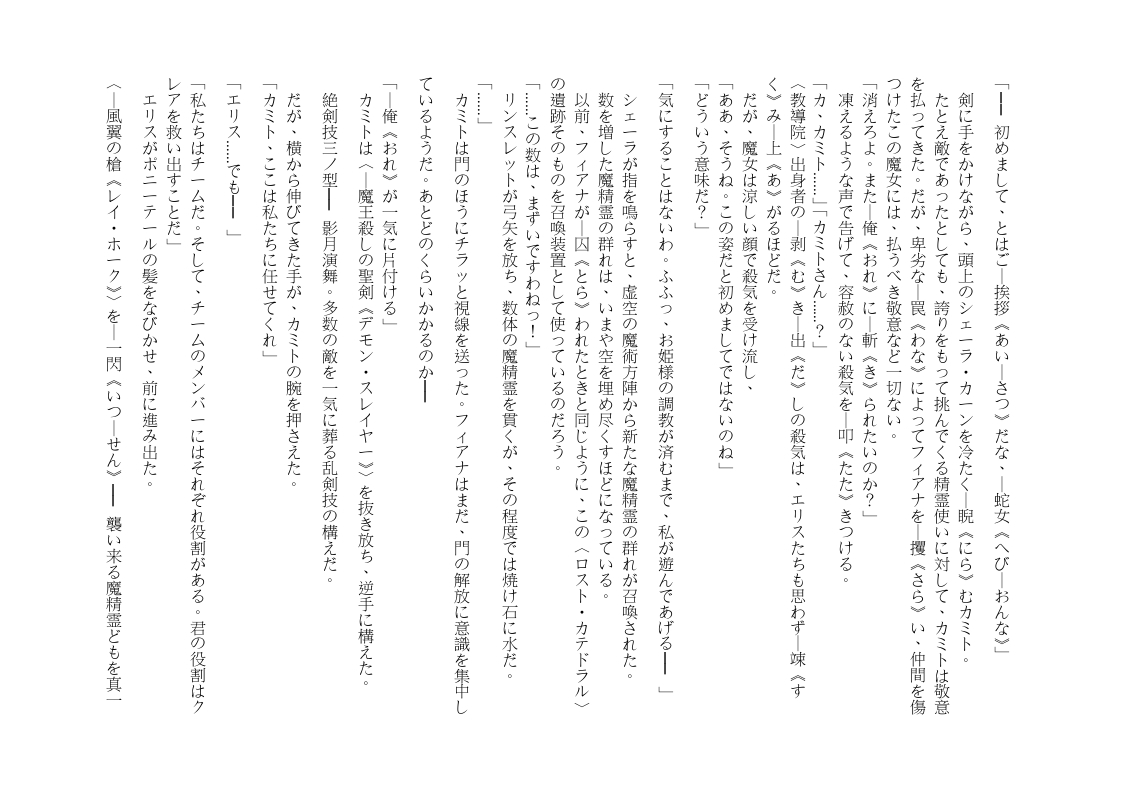 「━━ 初めまして、とはご―挨拶《あい―さつ》だな、―蛇女《へび―おんな》」
剣に手をかけながら、頭上のシェーラ・カーンを冷たく―睨《にら》むカミト。
たとえ敵であったとしても、誇りをもって挑んでくる精霊使いに対して、カミトは敬意
を払ってきた。だが、卑劣な―罠《わな》によってフィアナを―攫《さら》い、仲間を傷
つけたこの魔女には、払うべき敬意など一切ない。
「消えろよ。また―俺《おれ》に―斬《き》られたいのか？」
凍えるような声で告げて、容赦のない殺気を―叩《たた》きつける。
「カ、カミト……」「カミトさん……？」
〈教導院〉出身者の―剥《む》き―出《だ》しの殺気は、エリスたちも思わず―竦《す
く》み―上《あ》がるほどだ。
だが、魔女は涼しい顔で殺気を受け流し、
「ああ、そうね。この姿だと初めましてではないのね」
「どういう意味だ？」
「気にすることはないわ。ふふっ、お姫様の調教が済むまで、私が遊んであげる━━ 」
シェーラが指を鳴らすと、虚空の魔術方陣から新たな魔精霊の群れが召喚された。
数を増した魔精霊の群れは、いまや空を埋め尽くすほどになっている。
以前、フィアナが―囚《とら》われたときと同じように、この〈ロスト・カテドラル〉
の遺跡そのものを召喚装置として使っているのだろう。
「……この数は、まずいですわねっ！」
リンスレットが弓矢を放ち、数体の魔精霊を貫くが、その程度では焼け石に水だ。
「……」
カミトは門のほうにチラッと視線を送った。フィアナはまだ、門の解放に意識を集中し
ているようだ。あとどのくらいかかるのか━━
「―俺《おれ》が一気に片付ける」
カミトは〈―魔王殺しの聖剣《デモン・スレイヤー》〉を抜き放ち、逆手に構えた。
絶剣技三ノ型━━ 影月演舞。多数の敵を一気に葬る乱剣技の構えだ。
だが、横から伸びてきた手が、カミトの腕を押さえた。
「カミト、ここは私たちに任せてくれ」
「エリス……でも━━ 」
「私たちはチームだ。そして、チームのメンバーにはそれぞれ役割がある。君の役割はク
レアを救い出すことだ」
エリスがポニーテールの髪をなびかせ、前に進み出た。
〈―風翼の槍《レイ・ホーク》〉を―一閃《いつ―せん》━━ 襲い来る魔精霊どもを真一